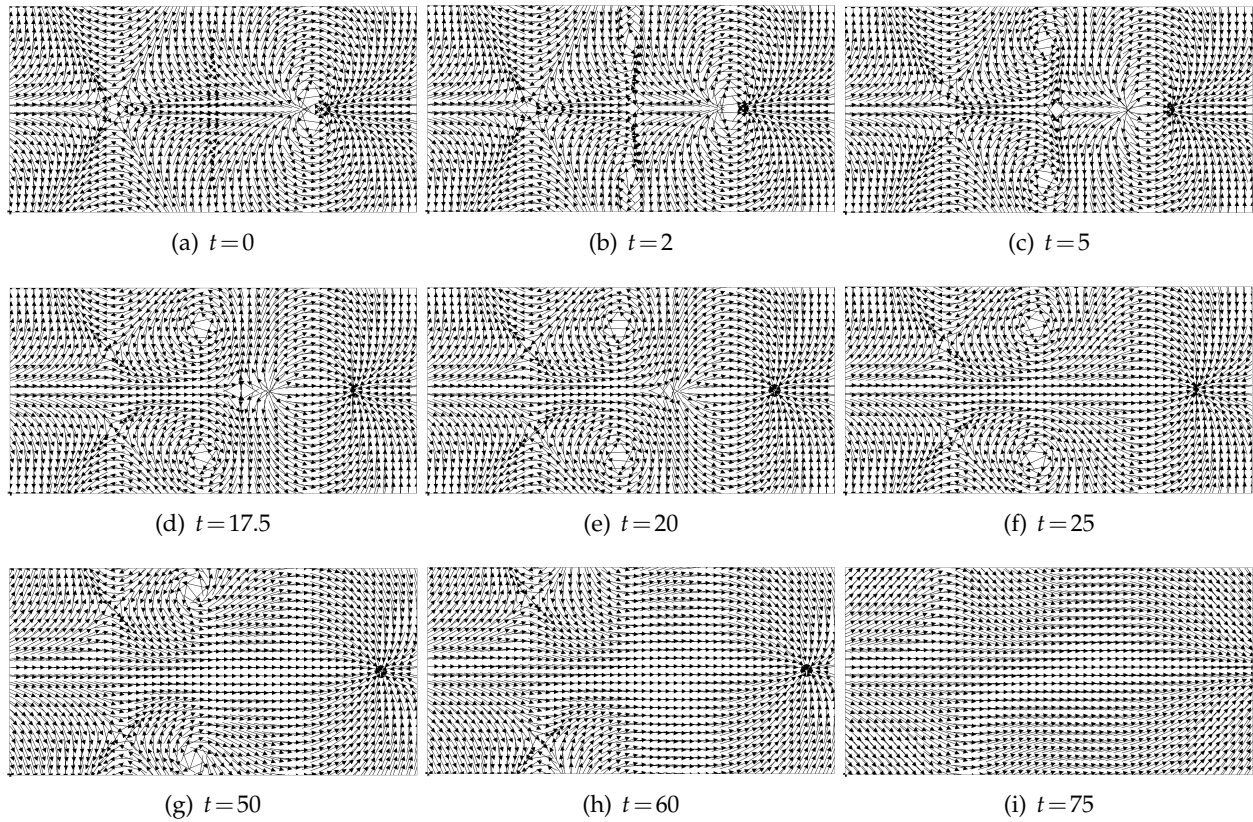 (a) t=0
(b) t=2
(c) t=5
(d) t=17.5
(e) t=20
(f) t=25
(g) t=50
(h) t=60
(i) t=75